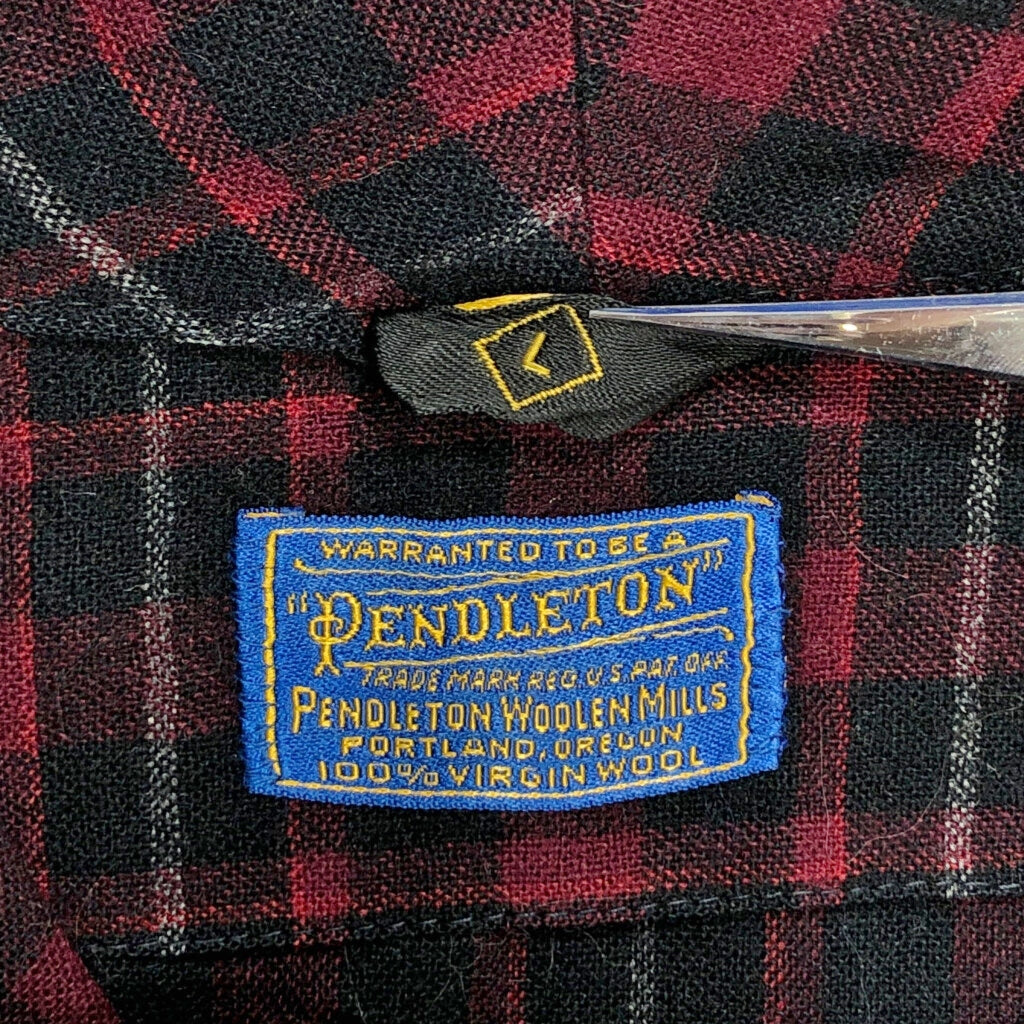 L
WARRANTED TO BE A
"PENDLETON"
TRADE MARK REG. U.S. PAT. OFF.
PENDLETON WOOLEN MILLS
PORTLAND, OREGON
100% VIRGIN WOOL